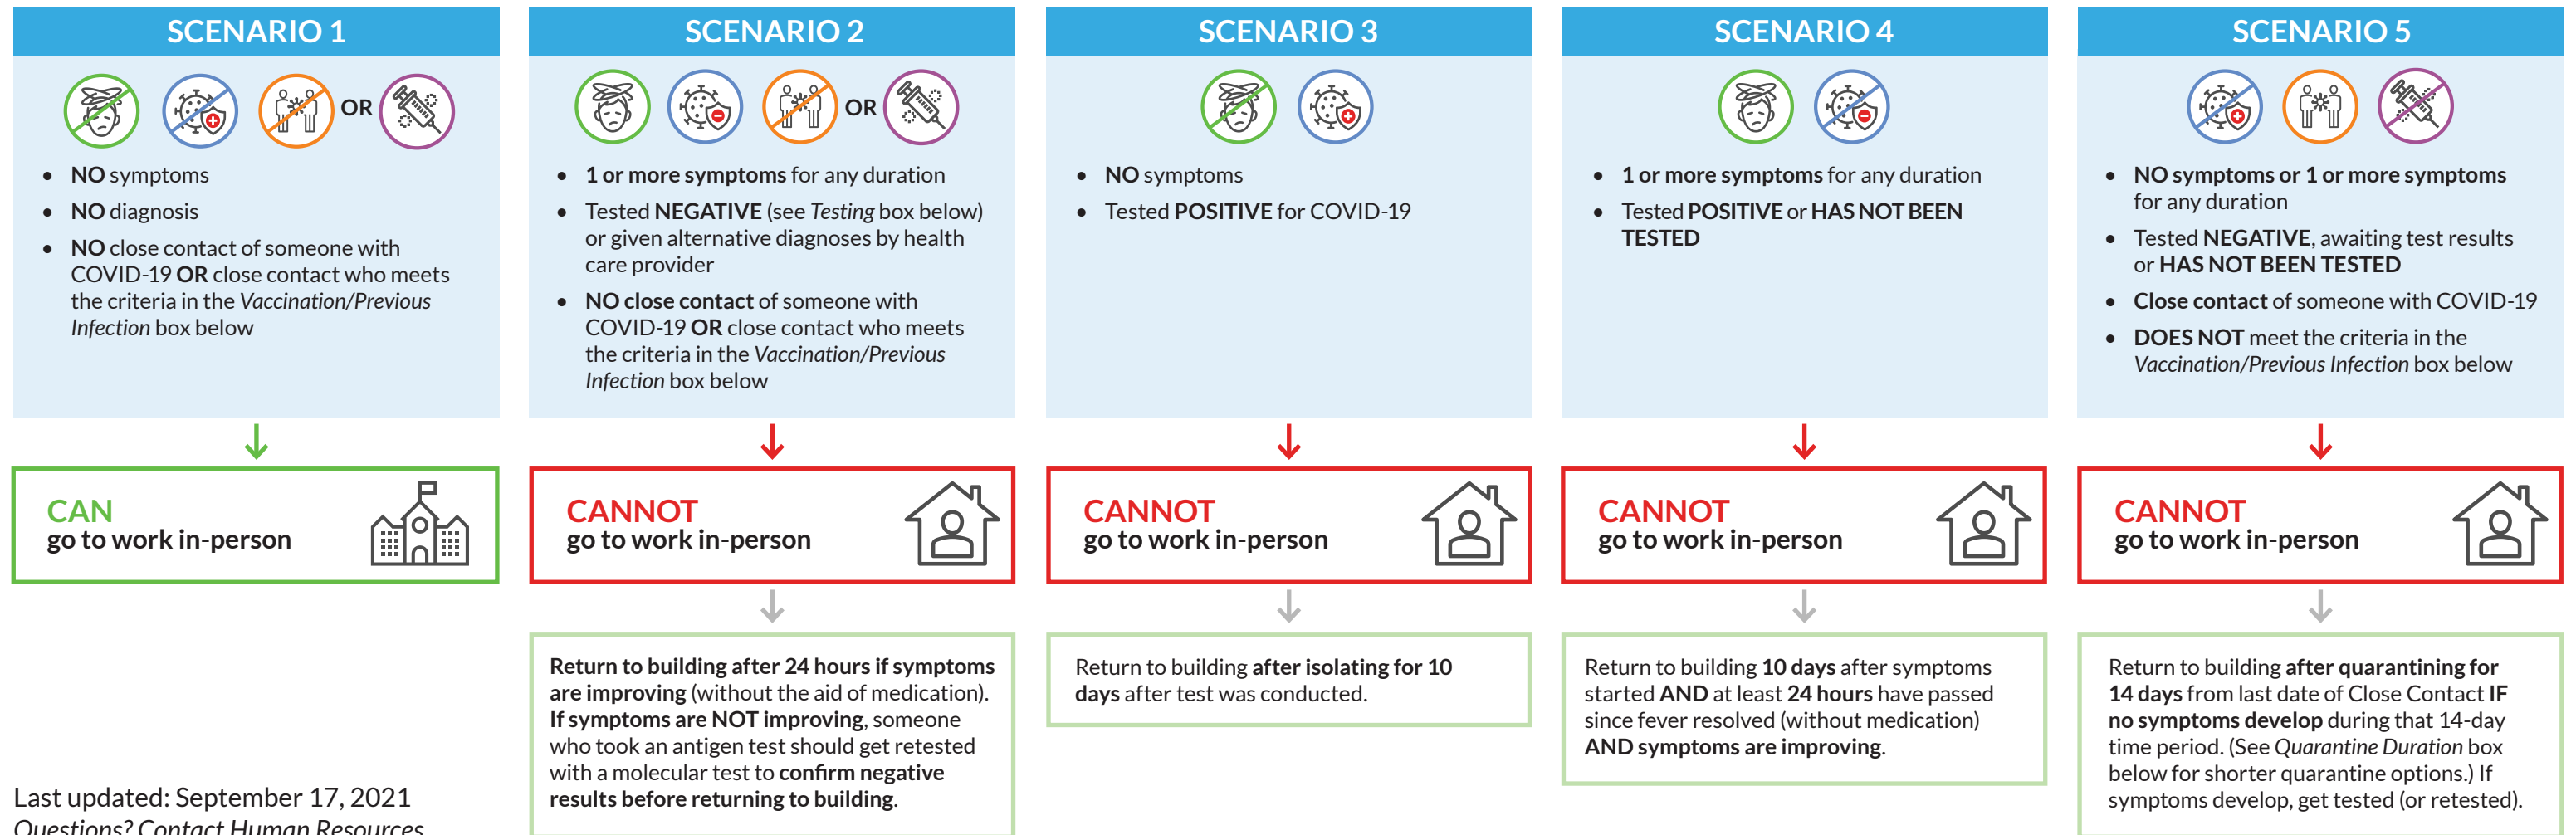 SCENARIO 1
OR
• NO symptoms
• NO diagnosis
• NO close contact of someone with
COVID-19 OR close contact who meets
the criteria in the Vaccination/Previous
Infection box below
CAN
go to work in-person
SCENARIO 2
OR
• 1 or more symptoms for any duration
• Tested NEGATIVE (see Testing box below)
or given alternative diagnoses by health
care provider
• NO close contact of someone with
COVID-19 OR close contact who meets
the criteria in the Vaccination/Previous
Infection box below
CANNOT
go to work in-person
Return to building after 24 hours if symptoms
are improving (without the aid of medication).
If symptoms are NOT improving, someone
who took an antigen test should get retested
with a molecular test to confirm negative
results before returning to building.
SCENARIO 3
• NO symptoms
• Tested POSITIVE for COVID-19
CANNOT
go to work in-person
Return to building after isolating for 10
days after test was conducted.
SCENARIO 4
• 1 or more symptoms for any duration
• Tested POSITIVE or HAS NOT BEEN
TESTED
CANNOT
go to work in-person
Return to building 10 days after symptoms
started AND at least 24 hours have passed
since fever resolved (without medication)
AND symptoms are improving.
SCENARIO 5
• NO symptoms or 1 or more symptoms
for any duration
• Tested NEGATIVE, awaiting test results
or HAS NOT BEEN TESTED
• Close contact of someone with COVID-19
• DOES NOT meet the criteria in the
Vaccination/Previous Infection box below
CANNOT
go to work in-person
Return to building after quarantining for
14 days from last date of Close Contact IF
no symptoms develop during that 14-day
time period. (See Quarantine Duration box
below for shorter quarantine options.) If
symptoms develop, get tested (or retested).
Last updated: September 17, 2021
Questions? Contact Human Resources